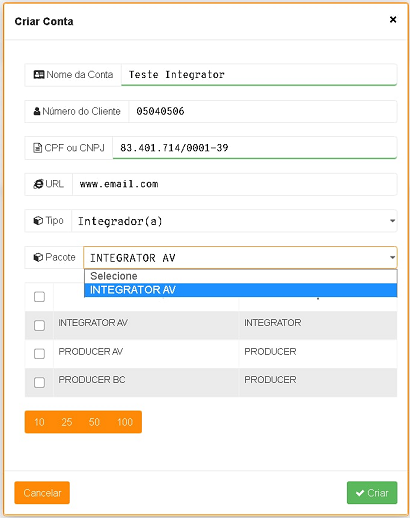 Criar Conta ×
Nome da Conta Teste Integrator
Número do Cliente 05040506
CPF ou CNPJ 83.401.714/0001-39
URL www.email.com
Tipo Integrador(a)
Pacote INTEGRATOR AV
Selecione
INTEGRATOR AV
INTEGRATOR AV INTEGRATOR
PRODUCER AV PRODUCER
PRODUCER BC PRODUCER
10 25 50 100
Cancelar Criar